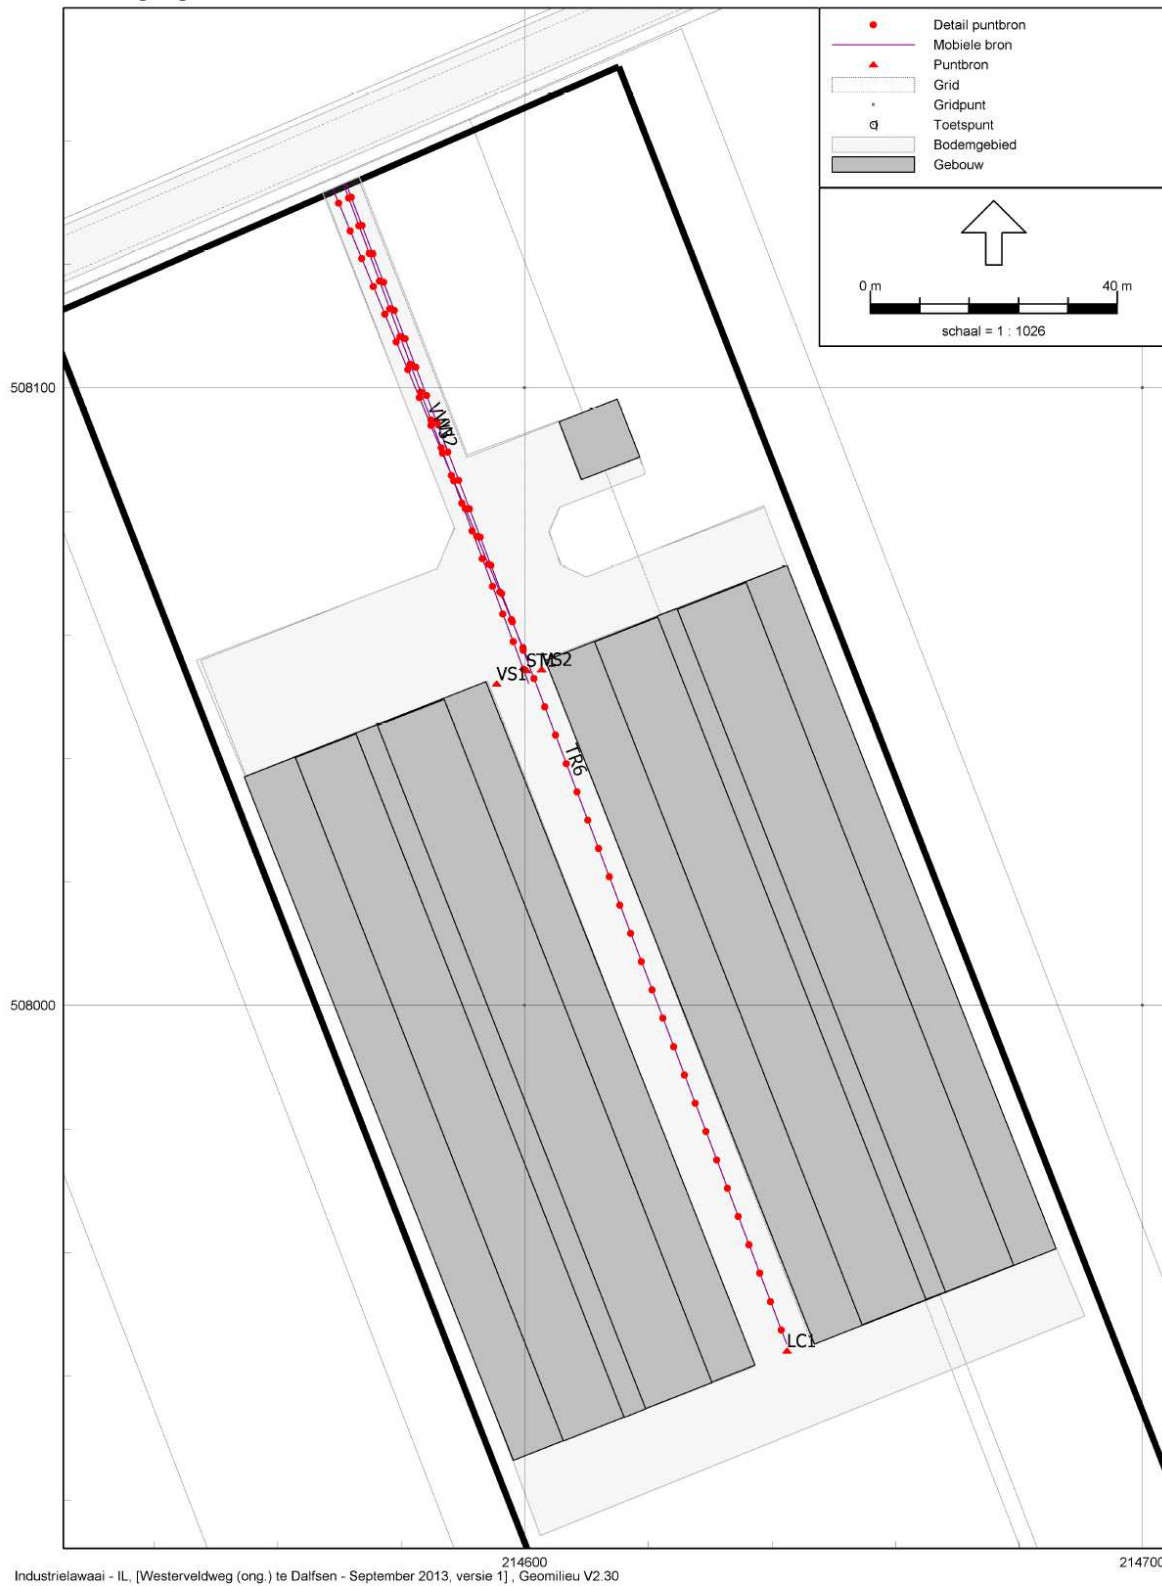 Detail puntbron
Mobiele bron
Puntbron
Grid
Gridpunt
Toetspunt
Bodemgebied
Gebouw
0 m
40 m
schaal = 1 : 1026
508100
VS1
MS2
TR6
508000
LC1
214600
214700
Industrielawaai - IL, [Westerveldweg (ong.) te Dalfsen - September 2013, versie 1] , Geomilieu V2.30